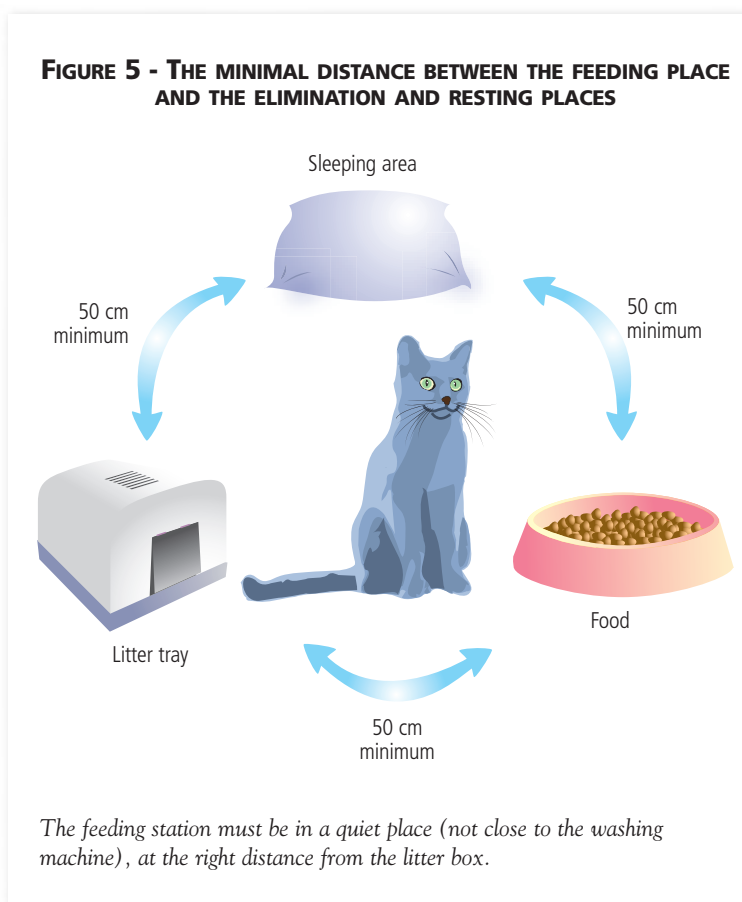 FIGURE 5 - THE MINIMAL DISTANCE BETWEEN THE FEEDING PLACE
AND THE ELIMINATION AND RESTING PLACES
Sleeping area
50 cm
minimum
50 cm
minimum
Food
Litter tray
50 cm
minimum
The feeding station must be in a quiet place (not close to the washing
machine), at the right distance from the litter box.